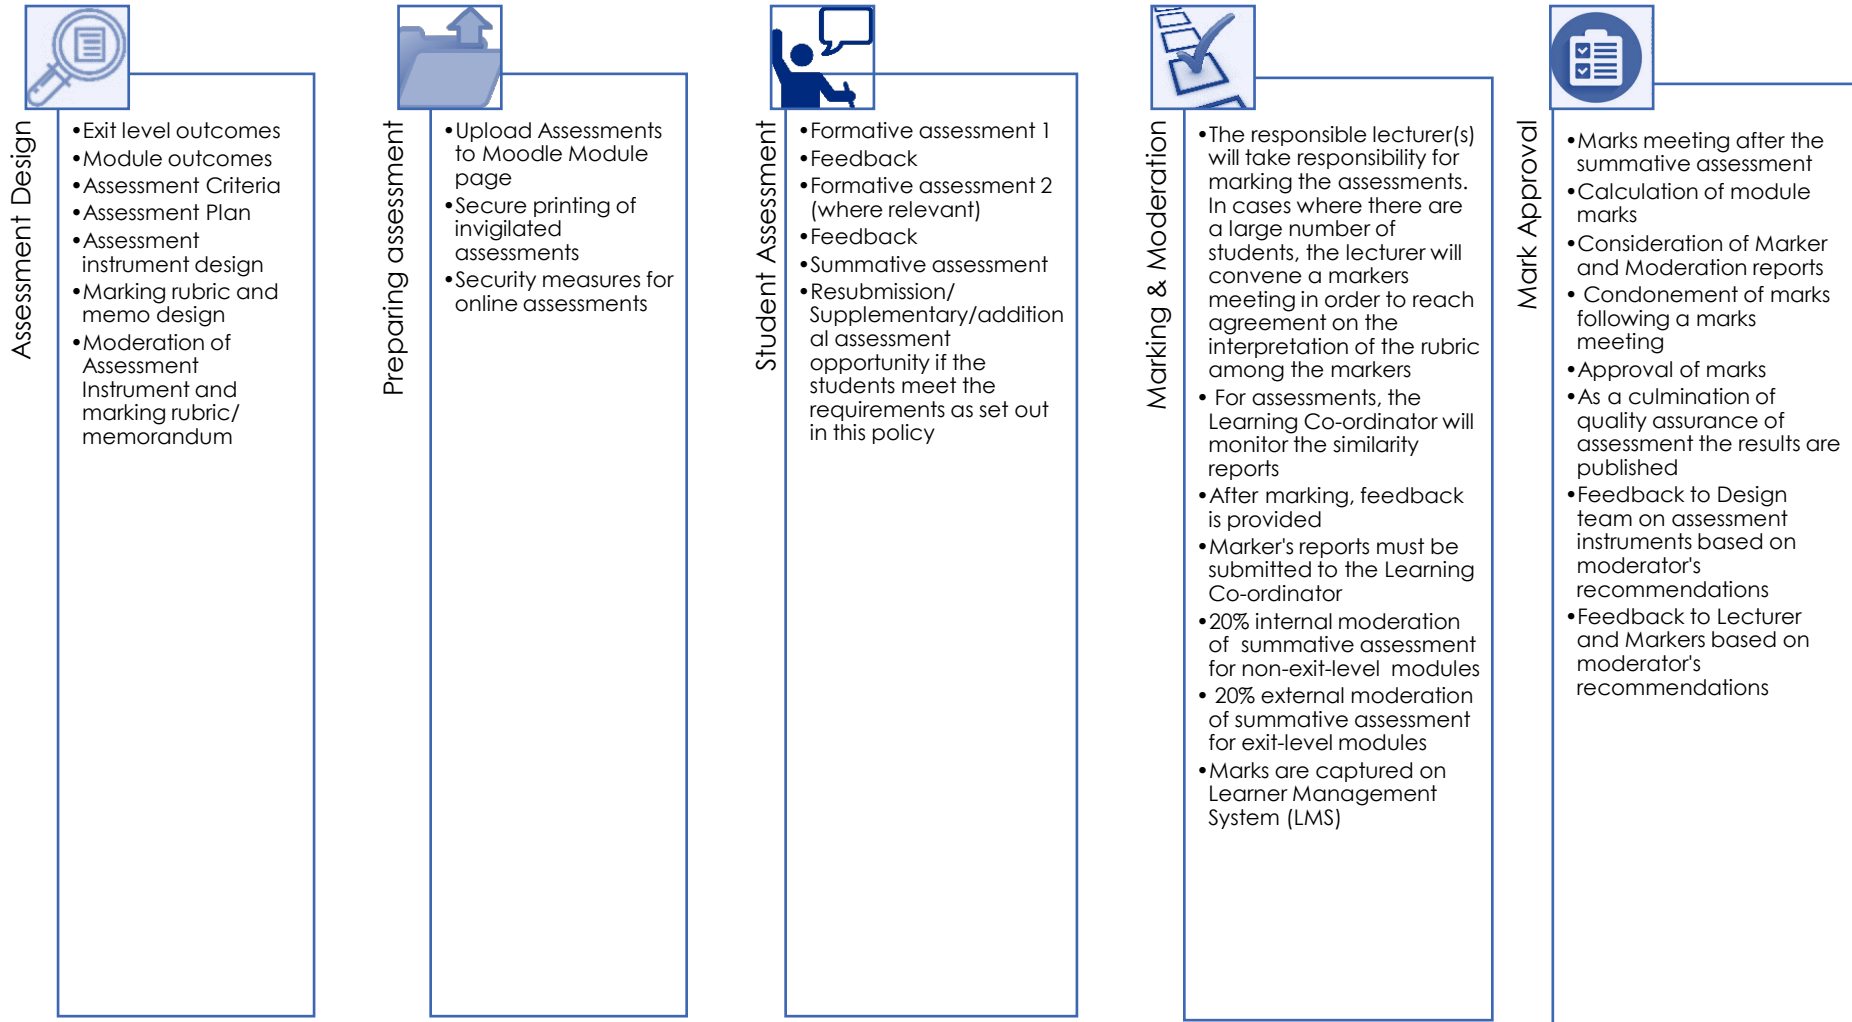 Assessment Design
•Exit level outcomes
•Module outcomes
•Assessment Criteria
•Assessment Plan
•Assessment
instrument design
•Marking rubric and
memo design
•Moderation of
Assessment
Instrument and
marking rubric/
memorandum
Preparing assessment
•Upload Assessments
to Moodle Module
page
•Secure printing of
invigilated
assessments
•Security measures for
online assessments
Student Assessment
•Formative assessment 1
•Feedback
•Formative assessment 2
(where relevant)
•Feedback
•Summative assessment
•Resubmission/
Supplementary/addition
al assessment
opportunity if the
students meet the
requirements as set out
in this policy
Marking & Moderation
•The responsible lecturer(s)
will take responsibility for
marking the assessments.
In cases where there are
a large number of
students, the lecturer will
convene a markers
meeting in order to reach
agreement on the
interpretation of the rubric
among the markers
• For assessments, the
Learning Co-ordinator will
monitor the similarity
reports
•After marking, feedback
is provided
•Marker's reports must be
submitted to the Learning
Co-ordinator
•20% internal moderation
of summative assessment
for non-exit-level modules
• 20% external moderation
of summative assessment
for exit-level modules
•Marks are captured on
Learner Management
System (LMS)
Mark Approval
•Marks meeting after the
summative assessment
•Calculation of module
marks
•Consideration of Marker
and Moderation reports
• Condonement of marks
following a marks
meeting
•Approval of marks
•As a culmination of
quality assurance of
assessment the results are
published
•Feedback to Design
team on assessment
instruments based on
moderator's
recommendations
•Feedback to Lecturer
and Markers based on
moderator's
recommendations